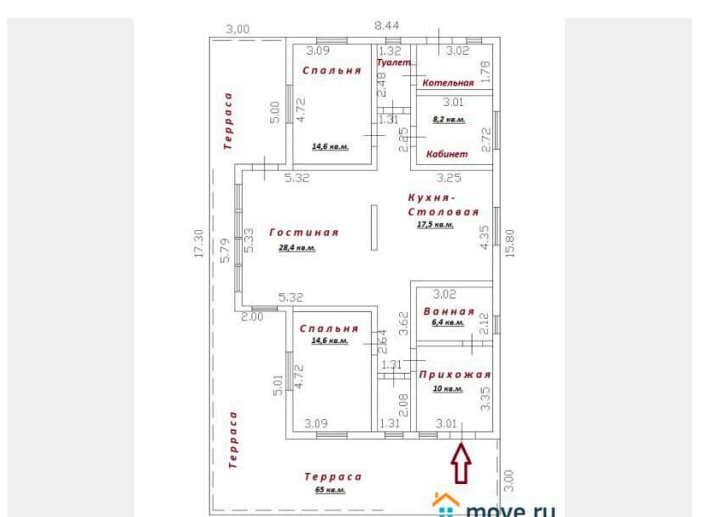 3.00
8.44
3.09
1.32
3.02
Спальня
Туалет
Котельная
1.78
2.48
5.00
4.72
Терраса
1.31
3.01
8,2 кв.м.
2.25
2.72
14,6 кв.м.
Кабинет
5.32
3.25
Кухня-
Столовая
17,5 кв.м.
Гостиная
28,4 кв.м.
17.30
5.79
5.33
4.35
15.80
5.32
3.02
2.00
Ванная
6,4 кв.м.
Спальня
14,6 кв.м.
2.64
3.62
2.12
1.31
Прихожая
10 кв.м.
5.01
4.72
2.08
3.35
3.09
1.31
3.01
Терраса
Терраса
65 кв.м.
3.00
move.ru